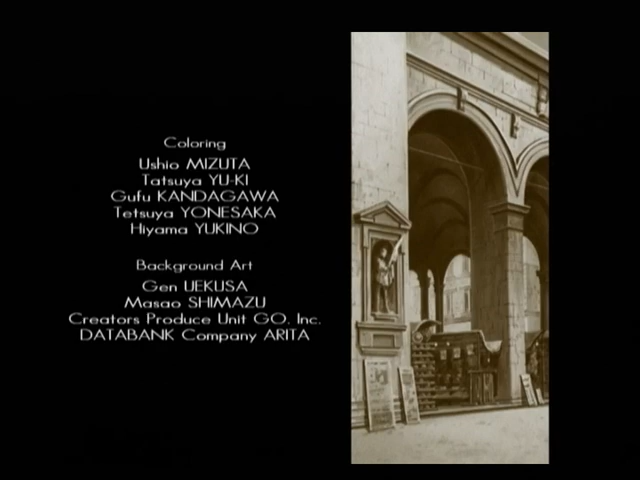 Coloring
Ushio MIZUTA
Tatsuya YU-KI
Gufu KANDAGAWA
Tetsuya YONESAKA
Hiyama YUKINO
Background Art
Gen UEKUSA
Masao SHIMAZU
Creators Produce Unit GO. Inc.
DATABANK Company ARITA